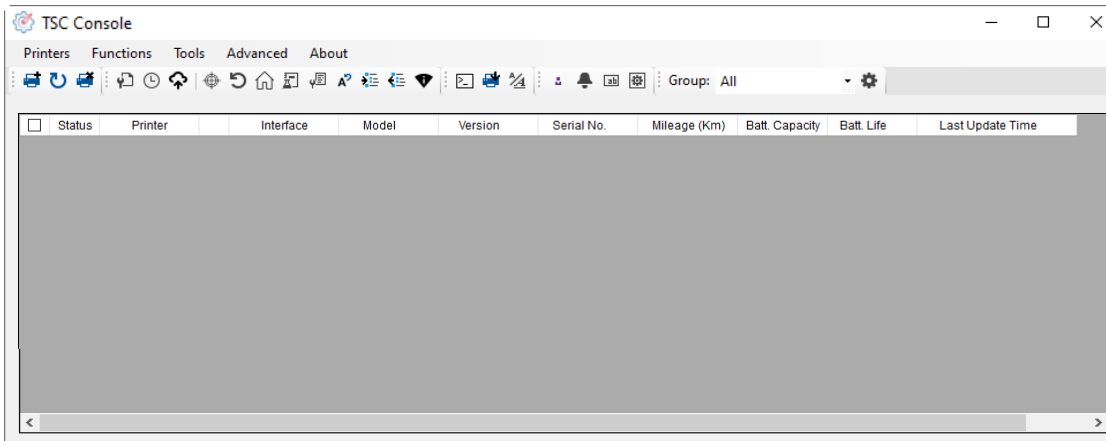 TSC Console
Printers Functions Tools Advanced About
Group: All
Status Printer Interface Model Version Serial No. Mileage (Km) Batt. Capacity Batt. Life Last Update Time